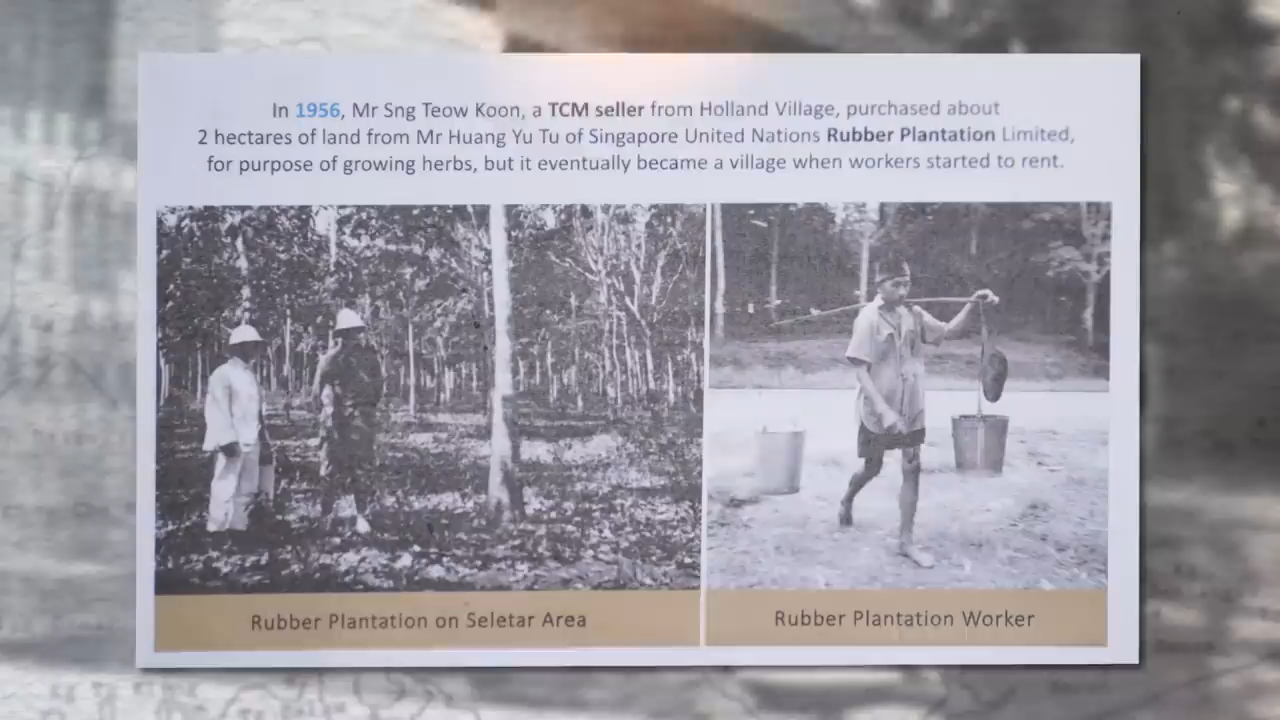 In 1956, Mr Sng Teow Koon, a TCM seller from Holland Village, purchased about
2 hectares of land from Mr Huang Yu Tu of Singapore United Nations Rubber Plantation Limited,
for purpose of growing herbs, but it eventually became a village when workers started to rent.
Rubber Plantation on Seletar Area
Rubber Plantation Worker